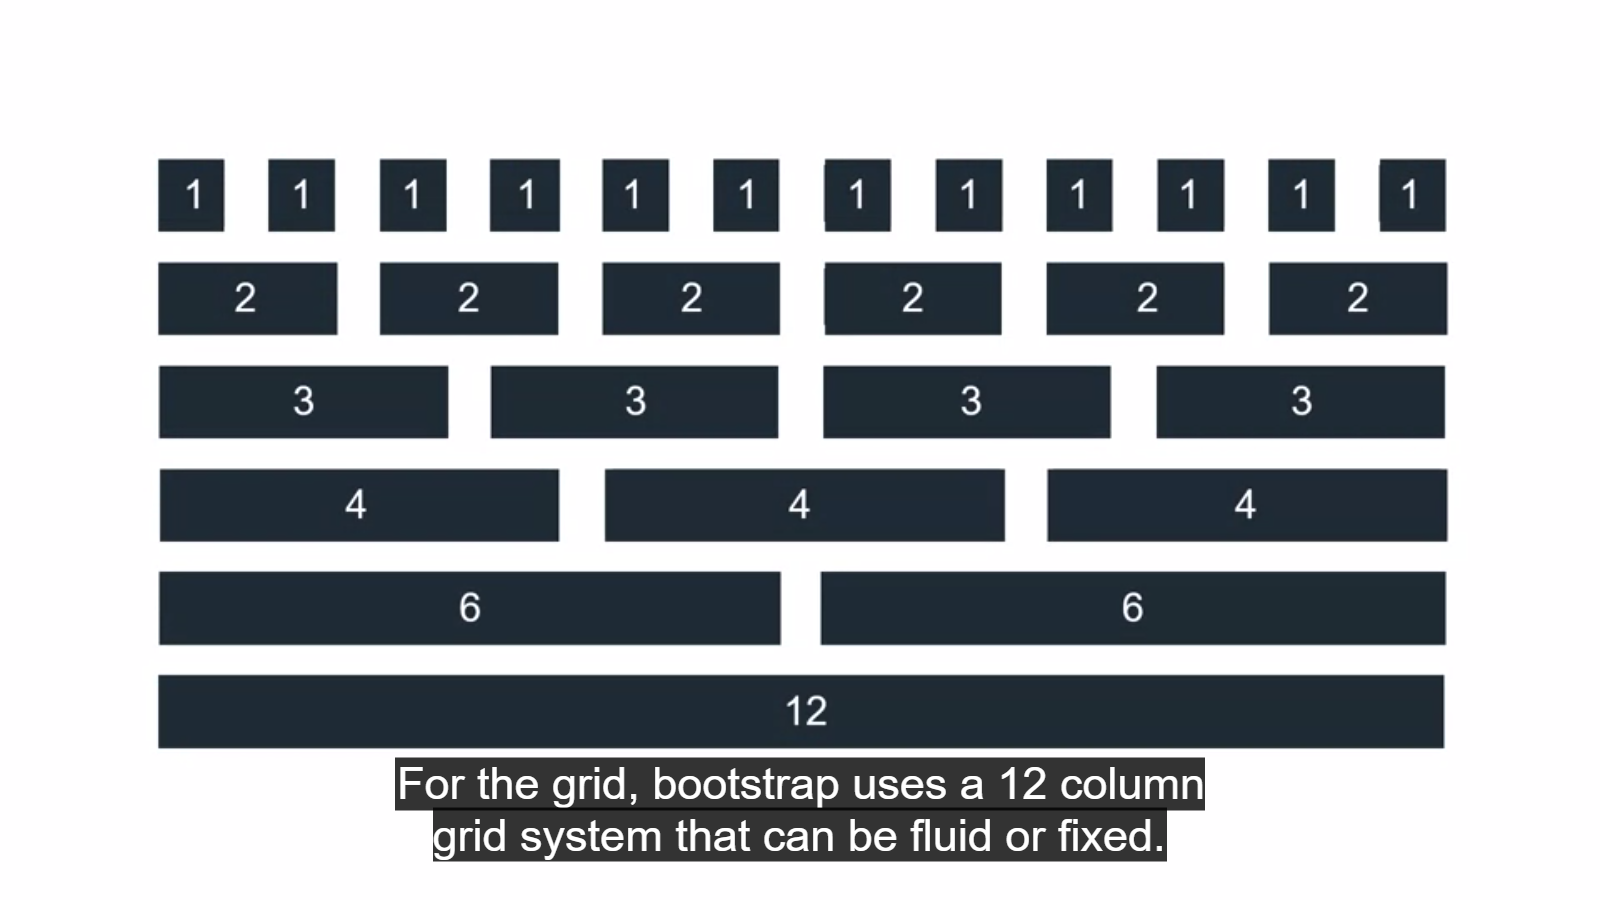 1 1 1 1 1 1 1 1 1 1 1 1
2 2 2 2 2 2
3 3 3 3
4 4 4
6 6
12
For the grid, bootstrap uses a 12 column
grid system that can be fluid or fixed.